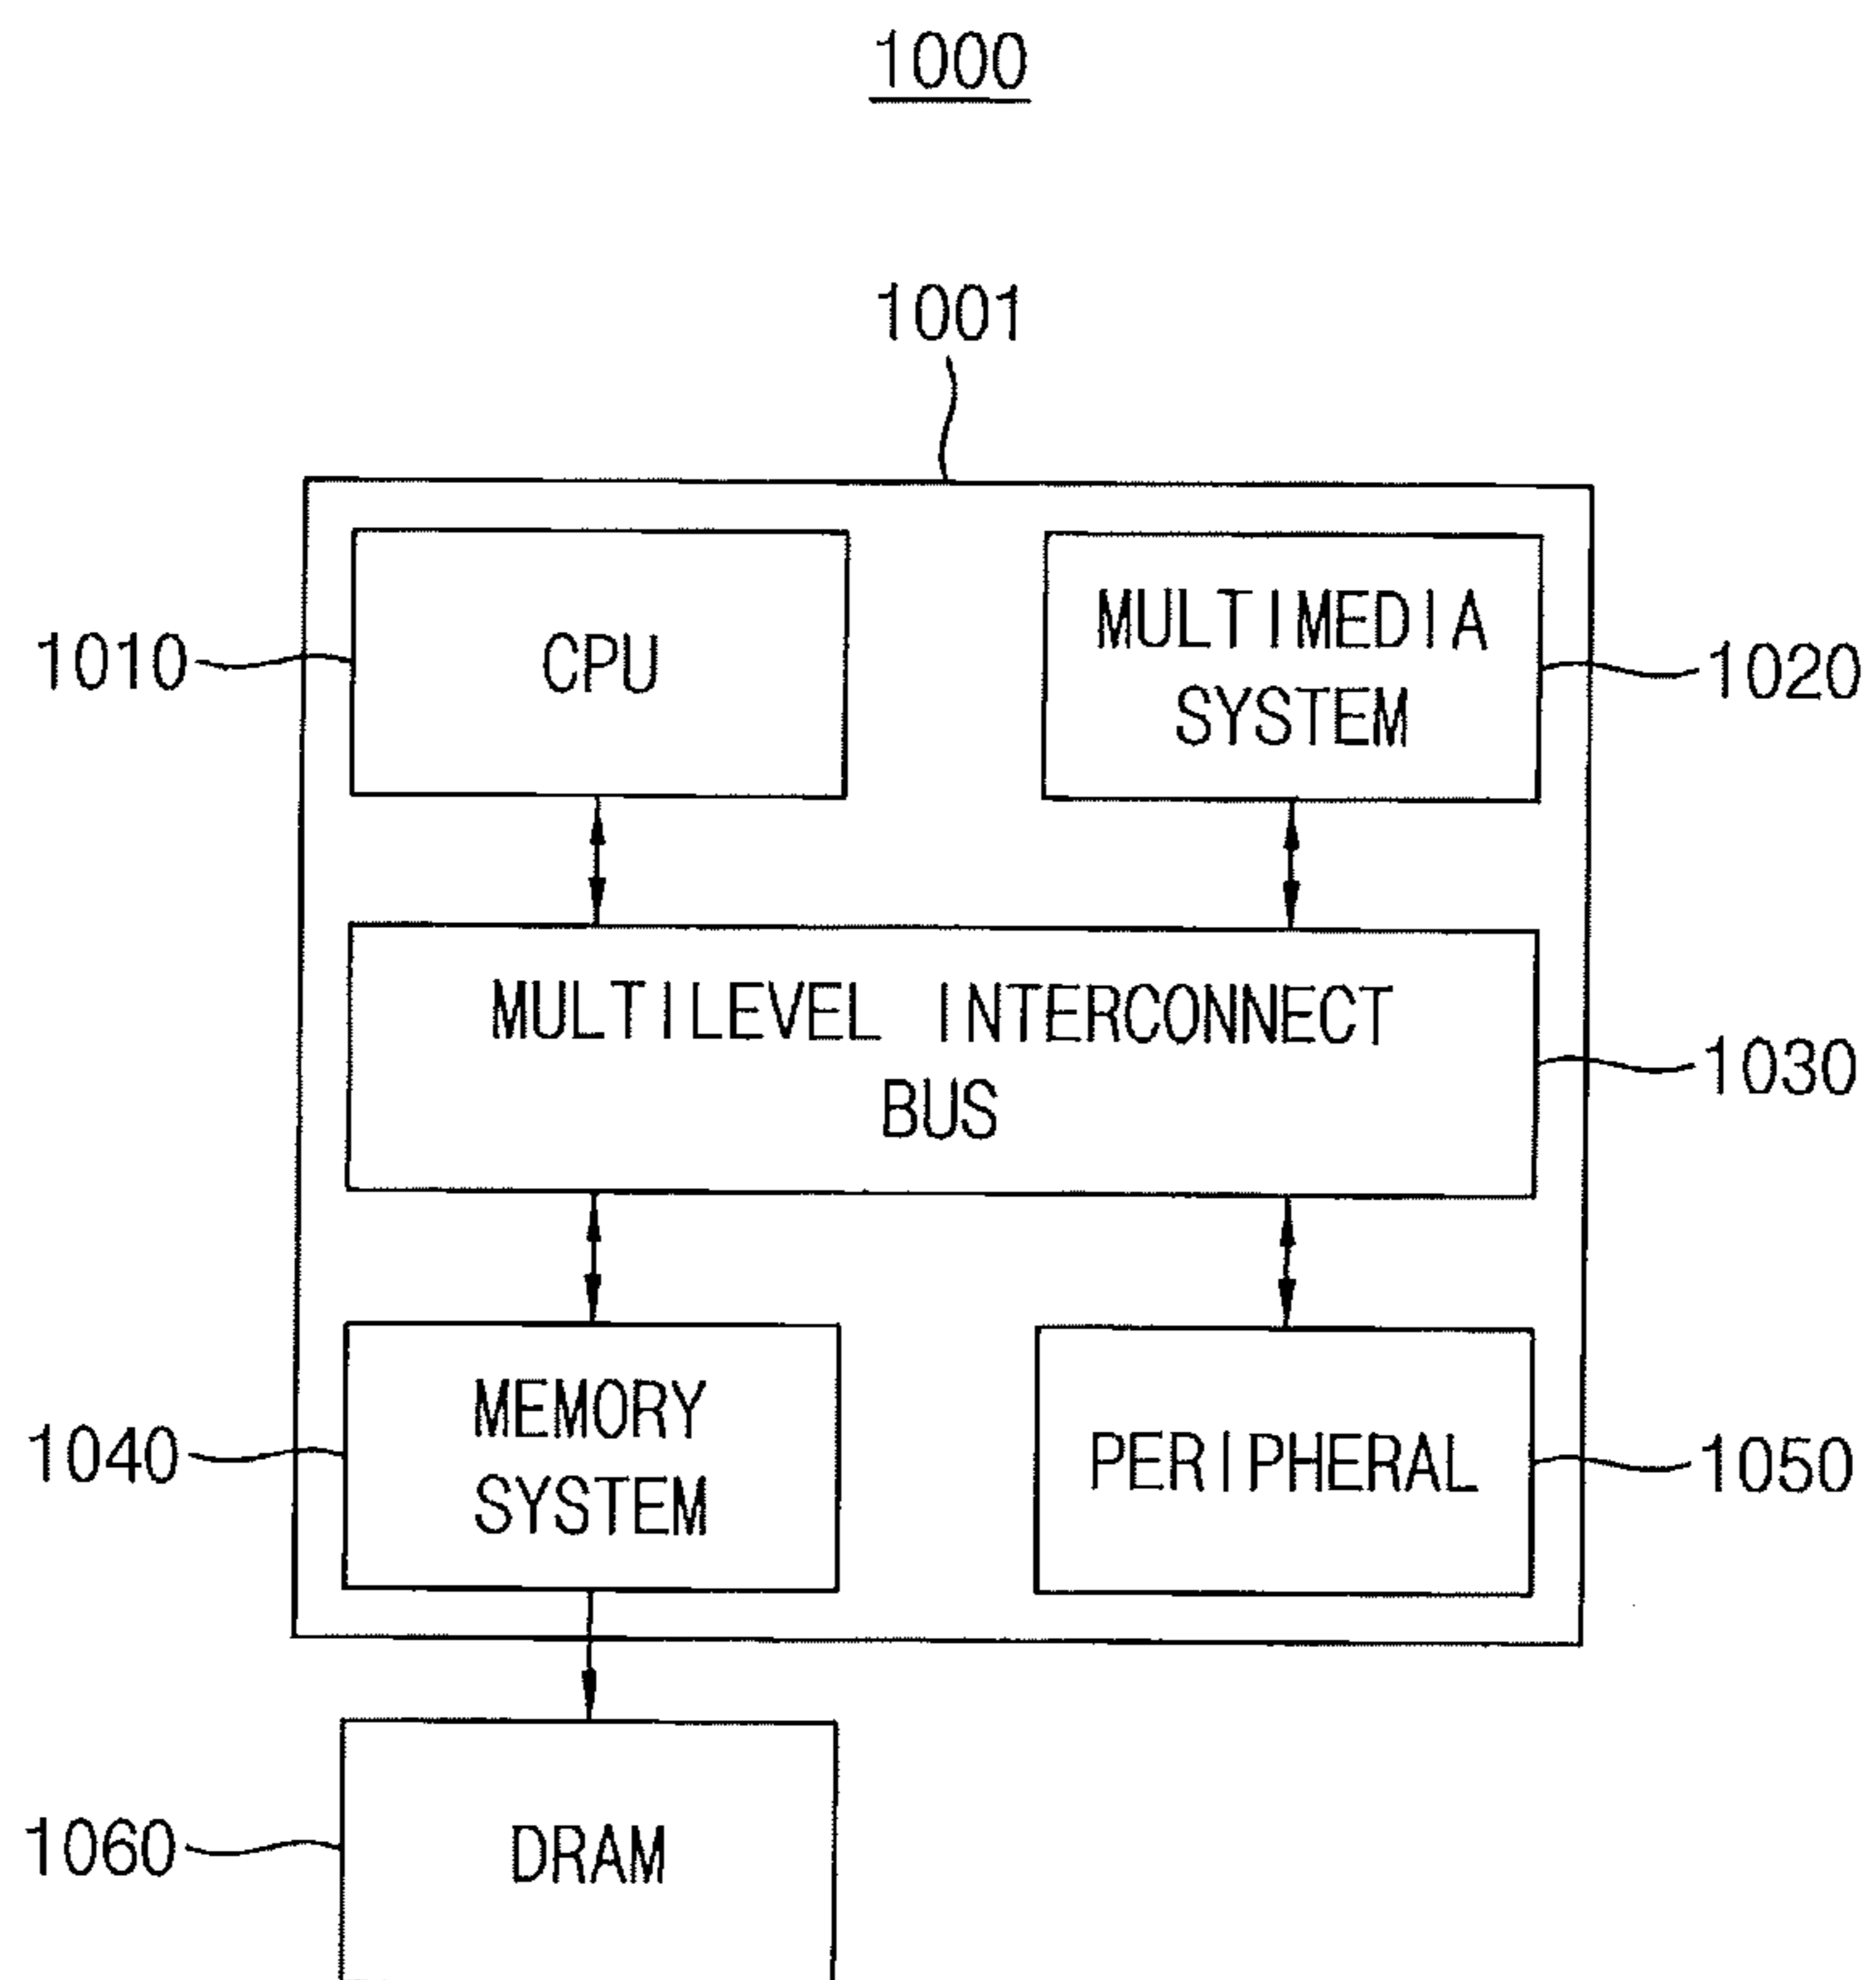 1000
1001
1010
CPU
MULTIMEDIA
SYSTEM
1020
MULTILEVEL INTERCONNECT
BUS
1030
1040
MEMORY
SYSTEM
PERIPHERAL
1050
1060
DRAM